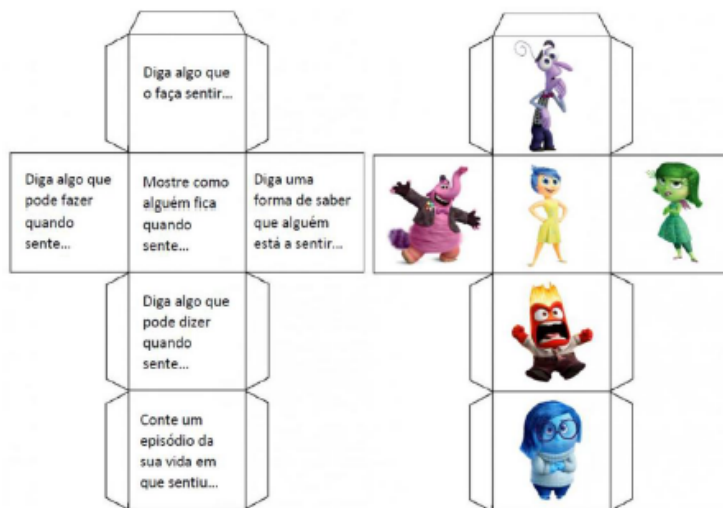 Diga algo que
o faça sentir...
Diga algo que
pode fazer
quando
sente...
Mostre como
alguém fica
quando
sente...
Diga uma
forma de saber
que alguém
está a sentir...
Diga algo que
pode dizer
quando
sente...
Conte um
episódio da
sua vida em
que sentiu...